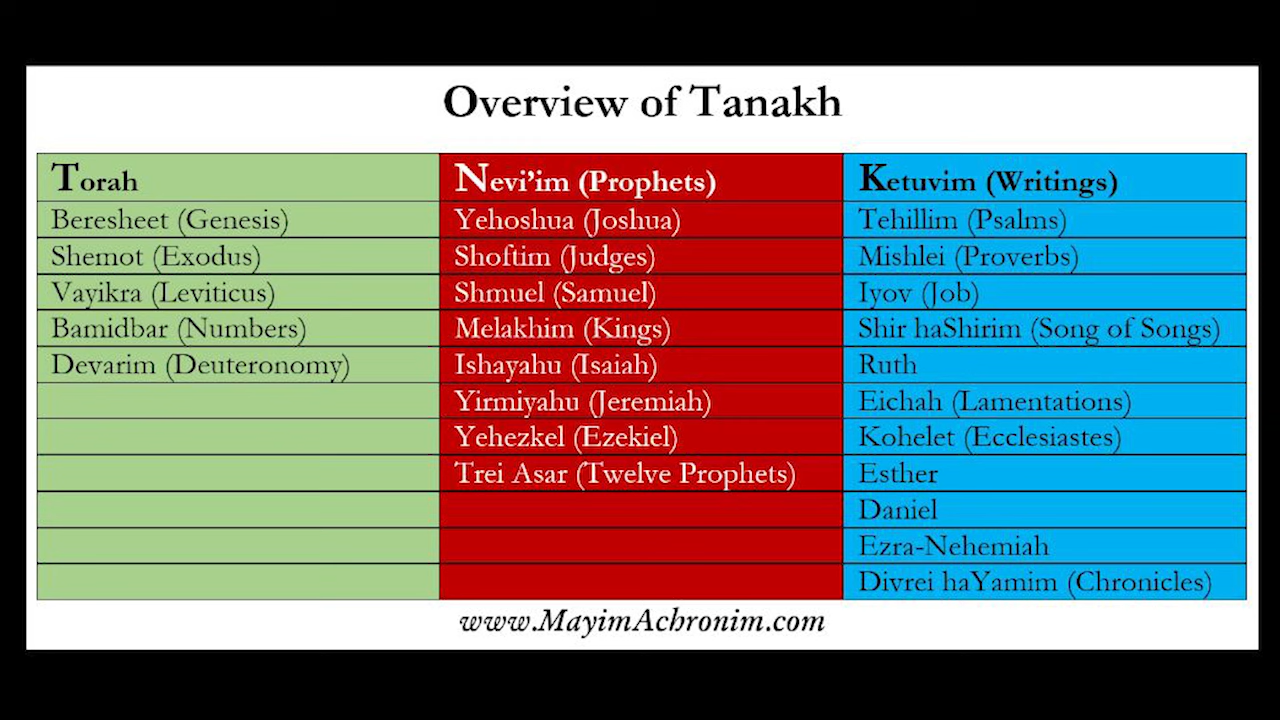 Overview of Tanakh
Torah
Nevi'im (Prophets)
Ketuvim (Writings)
Beresheet (Genesis)
Yehoshua (Joshua)
Tehillim (Psalms)
Shemot (Exodus)
Shoftim (Judges)
Mishlei (Proverbs)
Vayikra (Leviticus)
Shmuel (Samuel)
Iyov (Job)
Bamidbar (Numbers)
Melakhim (Kings)
Shir haShirim (Song of Songs)
Devarim (Deuteronomy)
Ishayahu (Isaiah)
Ruth
Yirmiyahu (Jeremiah)
Eichah (Lamentations)
Yehezkel (Ezekiel)
Kohelet (Ecclesiastes)
Trei Asar (Twelve Prophets)
Esther
Daniel
Ezra-Nehemiah
Divrei haYamim (Chronicles)
www.MayimAchronim.com